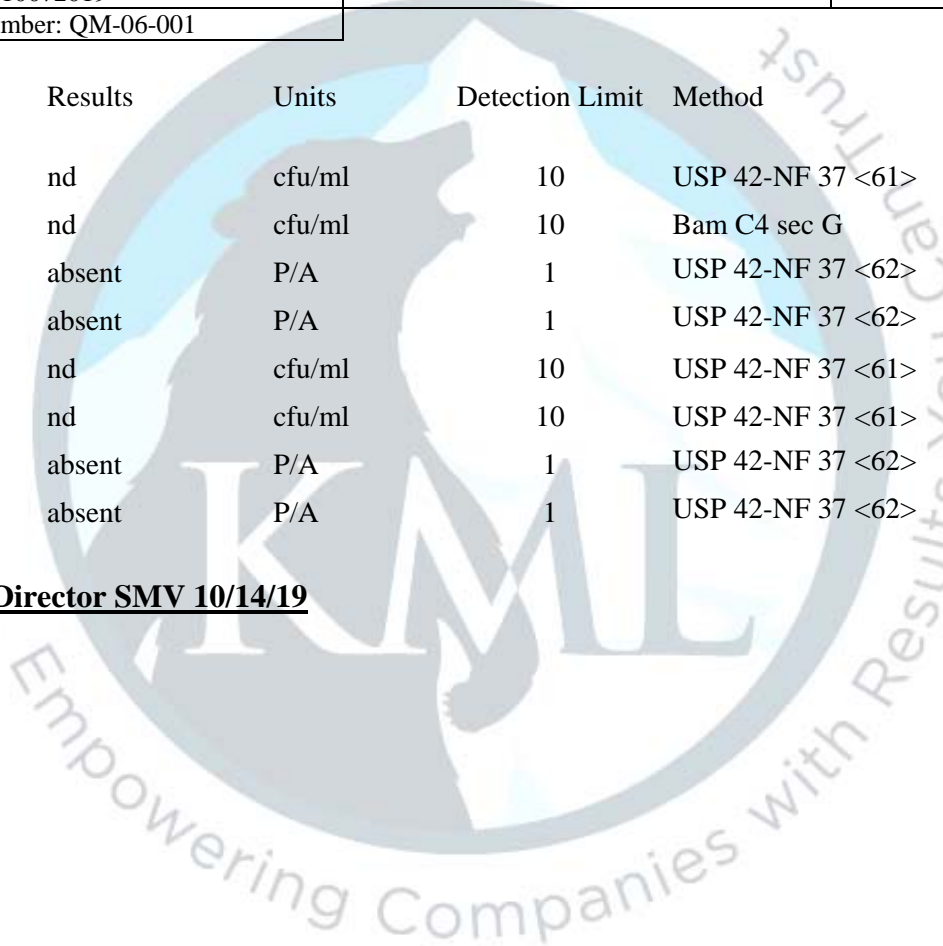 mber: QM-06-001
Results Units Detection Limit Method
nd cfu/ml 10 USP 42-NF 37 <61>
nd cfu/ml 10 Bam C4 sec G
absent P/A 1 USP 42-NF 37 <62>
absent P/A 1 USP 42-NF 37 <62>
nd cfu/ml 10 USP 42-NF 37 <61>
nd cfu/ml 10 USP 42-NF 37 <61>
absent P/A 1 USP 42-NF 37 <62>
absent P/A 1 USP 42-NF 37 <62>
Director SMV 10/14/19
KML
Empowering Companies with Results
Can Trust